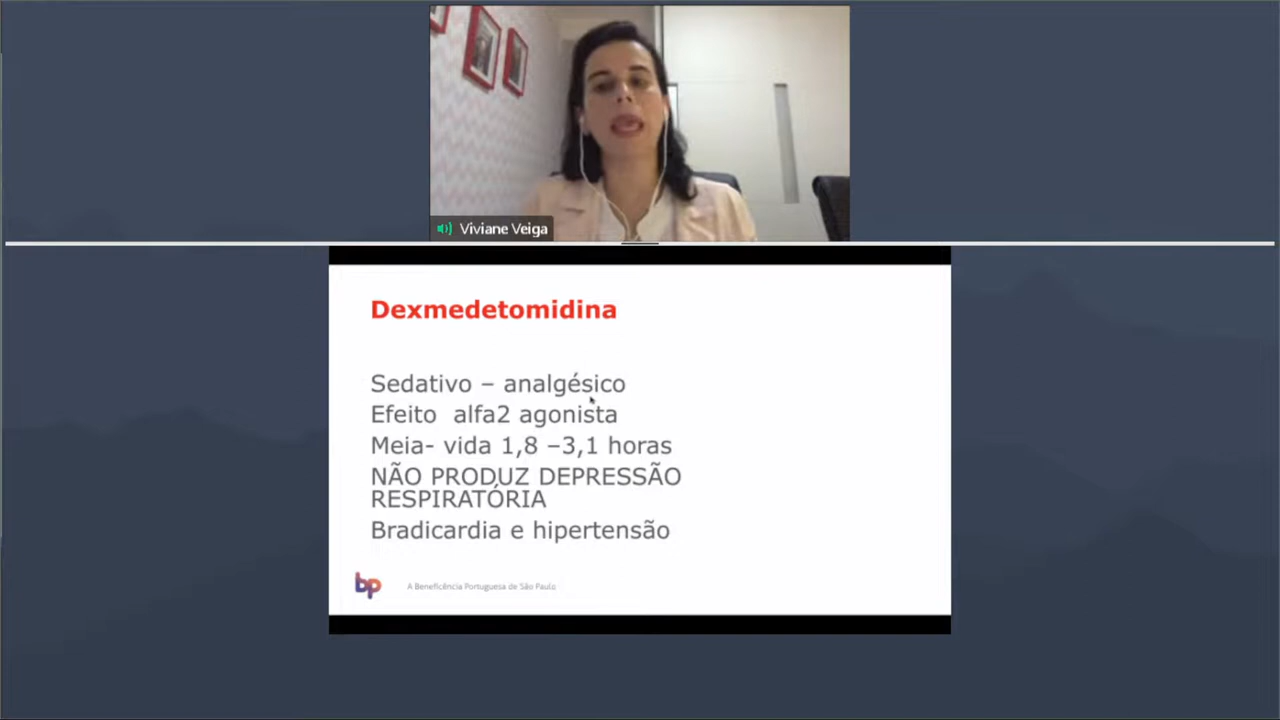 Viviane Veiga
Dexmedetomidina
Sedativo – analgésico
Efeito  alfa2 agonista
Meia- vida 1,8 –3,1 horas
NÃO PRODUZ DEPRESSÃO
RESPIRATÓRIA
Bradicardia e hipertensão
bp
A Beneficência Portuguesa de São Paulo